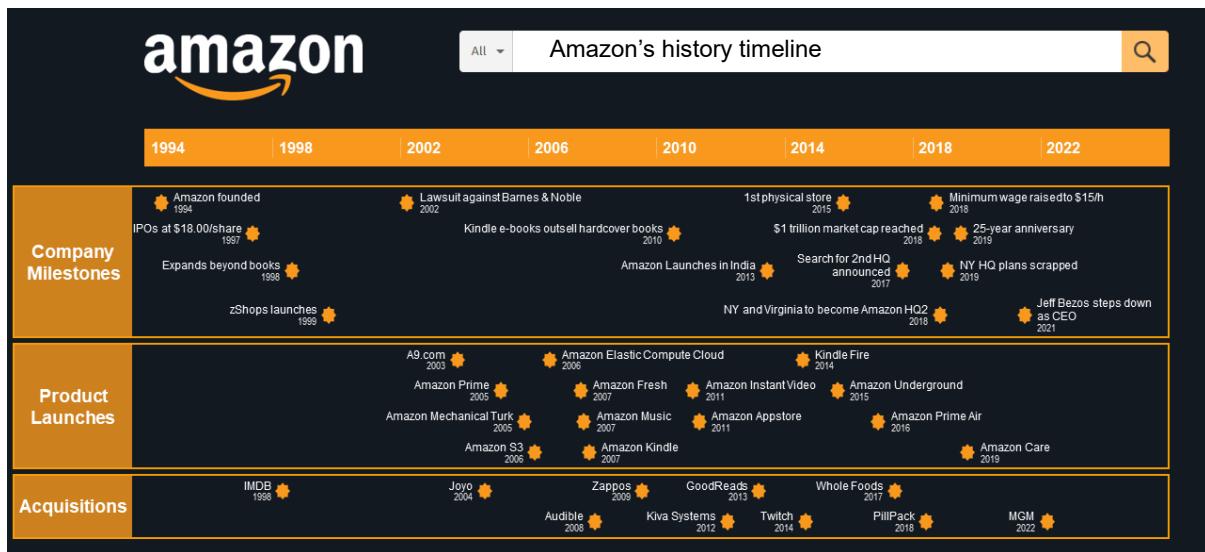 amazon
All
Amazon's history timeline
1994 1998 2002 2006 2010 2014 2018 2022
Company
Milestones
Amazon founded
1994
Lawsuit against Barnes & Noble
2002
1st physical store
2015
Minimum wage raisedto $15/h
2018
IPOs at $18.00/share
1997
Kindle e-books outsell hardcover books
2010
$1 trillion market cap reached
2018
25-year anniversary
2019
Expands beyond books
1998
Amazon Launches in India
2013
Search for 2nd HQ
announced
2017
NY HQ plans scrapped
2019
zShops launches
1999
NY and Virginia to become Amazon HQ2
2018
Jeff Bezos steps down
as CEO
2021
Product
Launches
A9.com
2003
Amazon Elastic Compute Cloud
2006
Kindle Fire
2014
Amazon Prime
2005
Amazon Fresh
2007
Amazon Instant Video
2011
Amazon Underground
2015
Amazon Mechanical Turk
2005
Amazon Music
2007
Amazon Appstore
2011
Amazon Prime Air
2016
Amazon S3
2006
Amazon Kindle
2007
Amazon Care
2019
Acquisitions
IMDB
1998
Joyo
2004
Zappos
2009
GoodReads
2013
Whole Foods
2017
Audible
2008
Kiva Systems
2012
Twitch
2014
PillPack
2018
MGM
2022